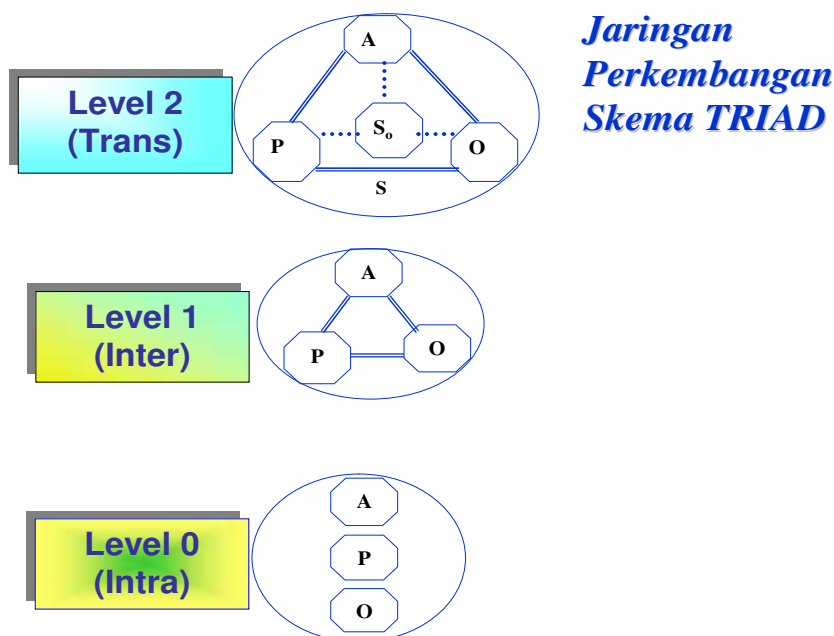 Jaringan
Perkembangan
Skema TRIAD
Level 2
(Trans)
A
P
So
O
S
Level 1
(Inter)
A
P
O
Level 0
(Intra)
A
P
O